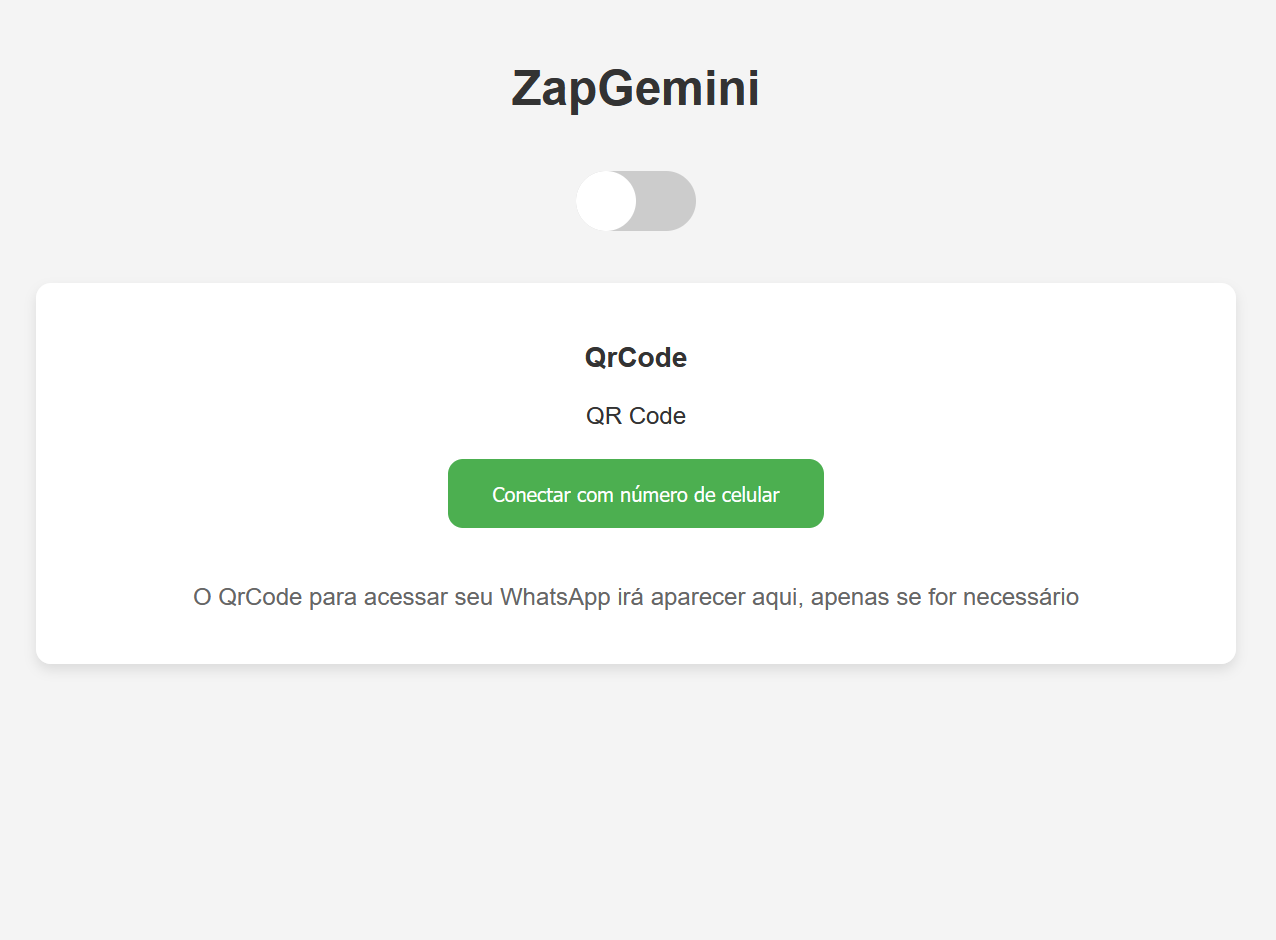 ZapGemini
QrCode
QR Code
Conectar com número de celular
O QrCode para acessar seu WhatsApp irá aparecer aqui, apenas se for necessário